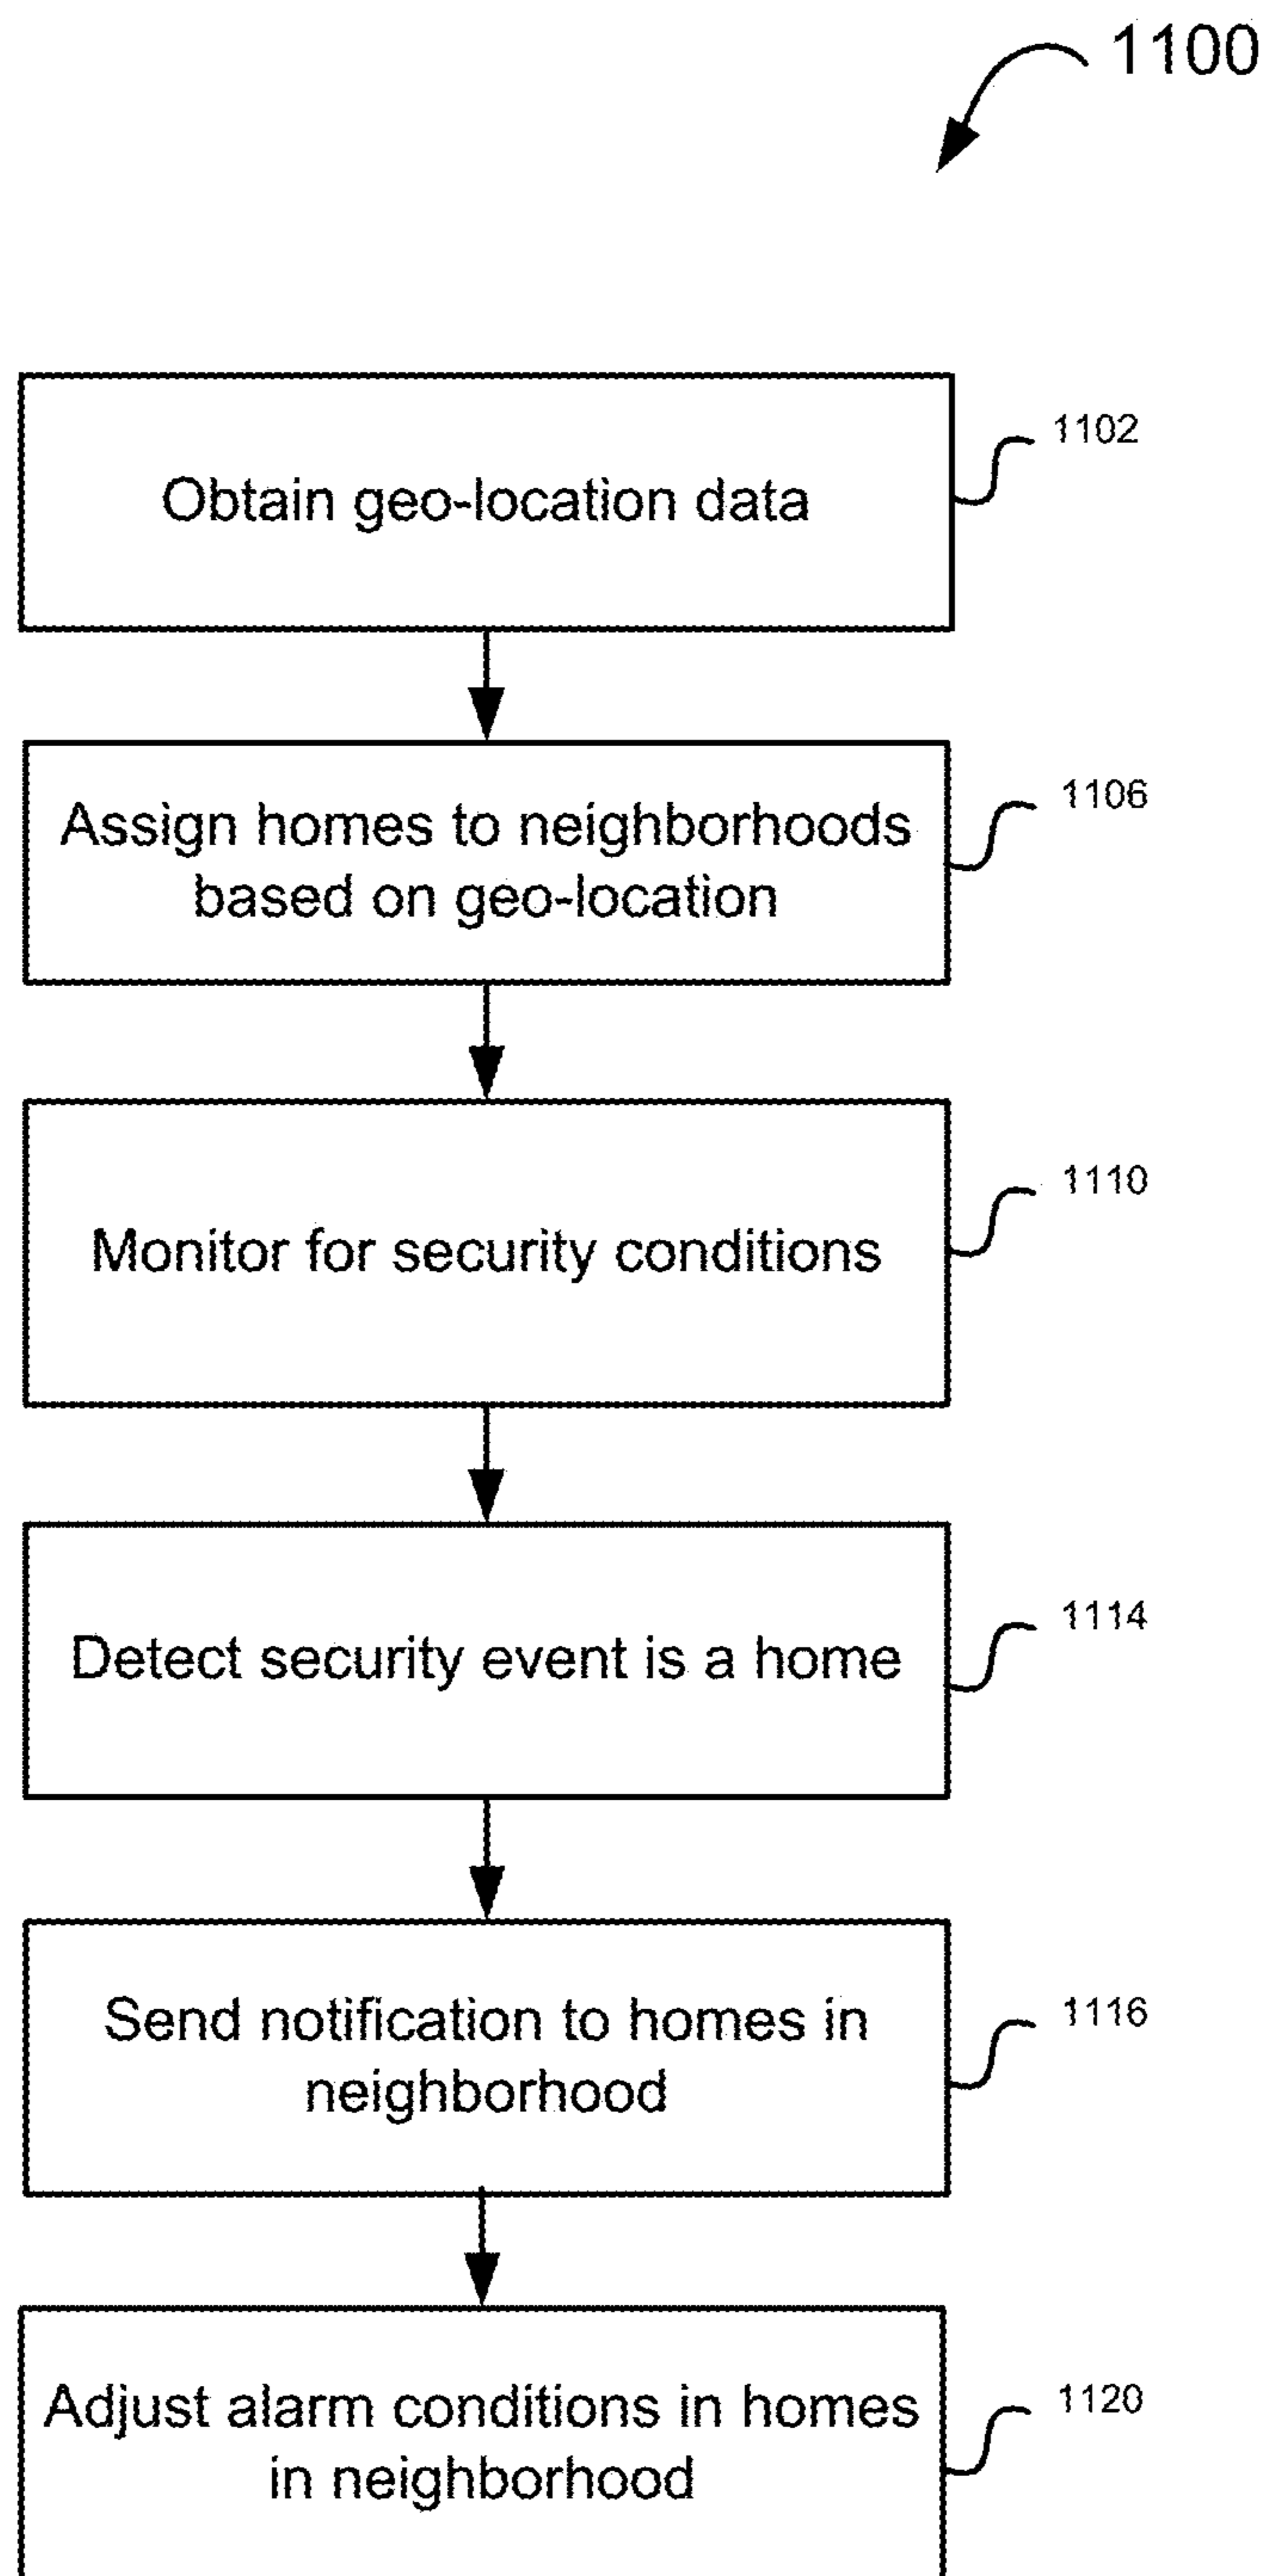 1100
Obtain geo-location data
1102
Assign homes to neighborhoods
based on geo-location
1106
Monitor for security conditions
1110
Detect security event is a home
1114
Send notification to homes in
neighborhood
1116
Adjust alarm conditions in homes
in neighborhood
1120